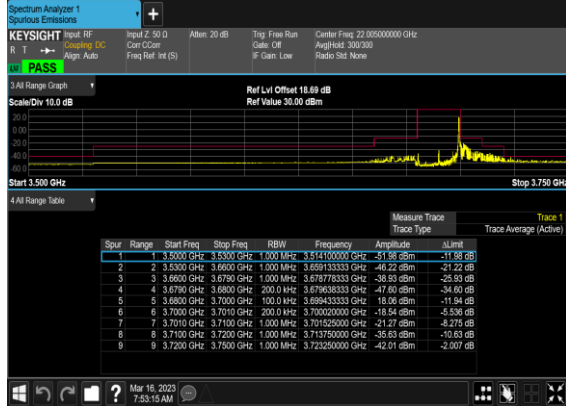 Spectrum Analyzer 1
Spurious Emissions
KEYSIGHT Input: RF Input Z: 50 Ω Atten: 20 dB Trig: Free Run Center Freq: 22.005000000 GHz
R T Coupling: DC Corr CCorr Gate: Off Avg|Hold: 300/300
Align: Auto Freq Ref: Int (S) IF Gain: Low Radio Std: None
PASS
3 All Range Graph
Ref Lvl Offset 18.69 dB
Scale/Div 10.0 dB Ref Value 30.00 dBm
20.0
0.00
-20.0
-40.0
-60.0
Start 3.500 GHz Stop 3.750 GHz
4 All Range Table
Measure Trace Trace 1
Trace Type Trace Average (Active)
Spur Range Start Freq Stop Freq RBW Frequency Amplitude ΔLimit
1 1 3.5000 GHz 3.5300 GHz 1.000 MHz 3.514100000 GHz -51.98 dBm -11.98 dB
2 2 3.5300 GHz 3.6600 GHz 1.000 MHz 3.659133333 GHz -46.22 dBm -21.22 dB
3 3 3.6600 GHz 3.6790 GHz 1.000 MHz 3.678778333 GHz -38.93 dBm -25.93 dB
4 4 3.6790 GHz 3.6800 GHz 200.0 kHz 3.679638333 GHz -47.60 dBm -34.60 dB
5 5 3.6800 GHz 3.7000 GHz 100.0 kHz 3.699433333 GHz 18.06 dBm -11.94 dB
6 6 3.7000 GHz 3.7010 GHz 200.0 kHz 3.700020000 GHz -18.54 dBm -5.536 dB
7 7 3.7010 GHz 3.7100 GHz 1.000 MHz 3.701525000 GHz -21.27 dBm -8.275 dB
8 8 3.7100 GHz 3.7200 GHz 1.000 MHz 3.713750000 GHz -35.63 dBm -10.63 dB
9 9 3.7200 GHz 3.7500 GHz 1.000 MHz 3.723250000 GHz -42.01 dBm -2.007 dB
? Mar 16, 2023
7:53:15 AM